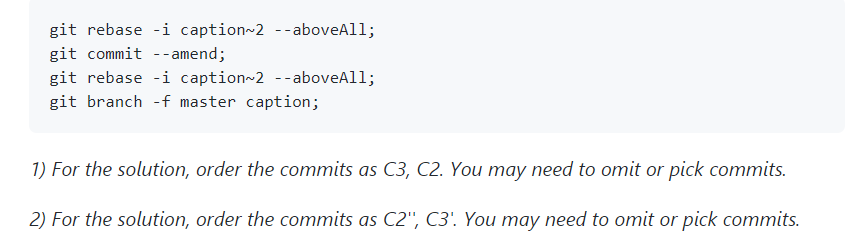 git rebase -i caption~2 --aboveAll;
git commit --amend;
git rebase -i caption~2 --aboveAll;
git branch -f master caption;
1) For the solution, order the commits as C3, C2. You may need to omit or pick commits.
2) For the solution, order the commits as C2'', C3'. You may need to omit or pick commits.